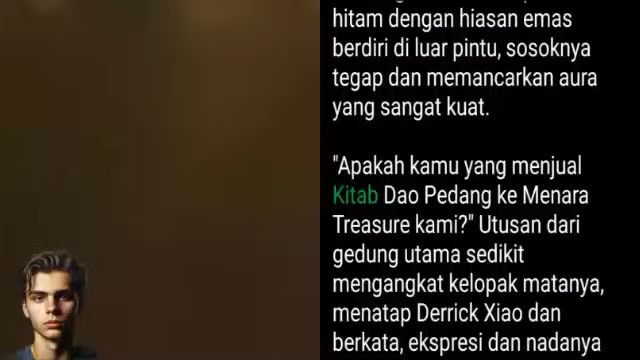 hitam dengan hiasan emas
berdiri di luar pintu, sosoknya
tegap dan memancarkan aura
yang sangat kuat.
"Apakah kamu yang menjual
Kitab Dao Pedang ke Menara
Treasure kami?" Utusan dari
gedung utama sedikit
mengangkat kelopak matanya,
menatap Derrick Xiao dan
berkata, ekspresi dan nadanya